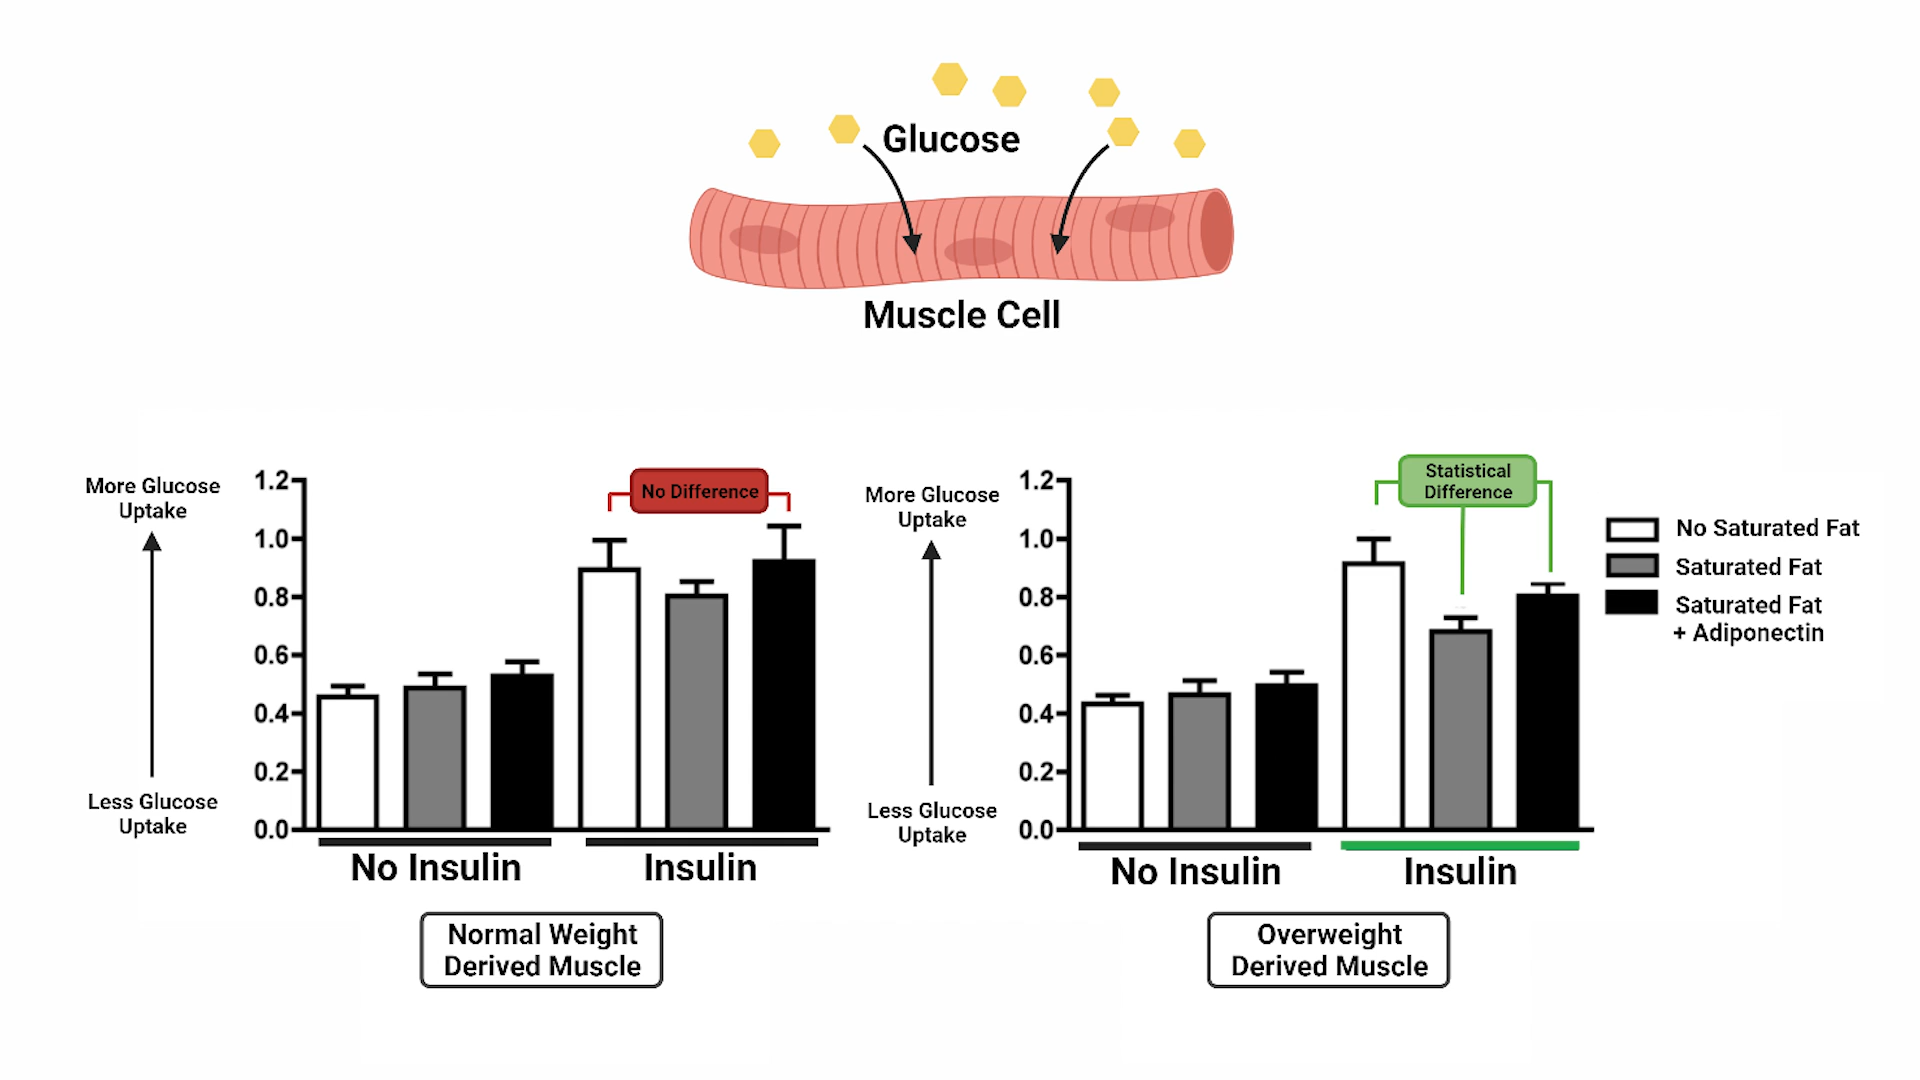 Glucose
Muscle Cell
More Glucose
Uptake
Less Glucose
Uptake
1.2
1.0
0.8
0.6
0.4
0.2
0.0
No Difference
No Insulin
Insulin
Normal Weight
Derived Muscle
More Glucose
Uptake
Less Glucose
Uptake
1.2
1.0
0.8
0.6
0.4
0.2
0.0
Statistical
Difference
No Insulin
Insulin
Overweight
Derived Muscle
No Saturated Fat
Saturated Fat
Saturated Fat
+ Adiponectin